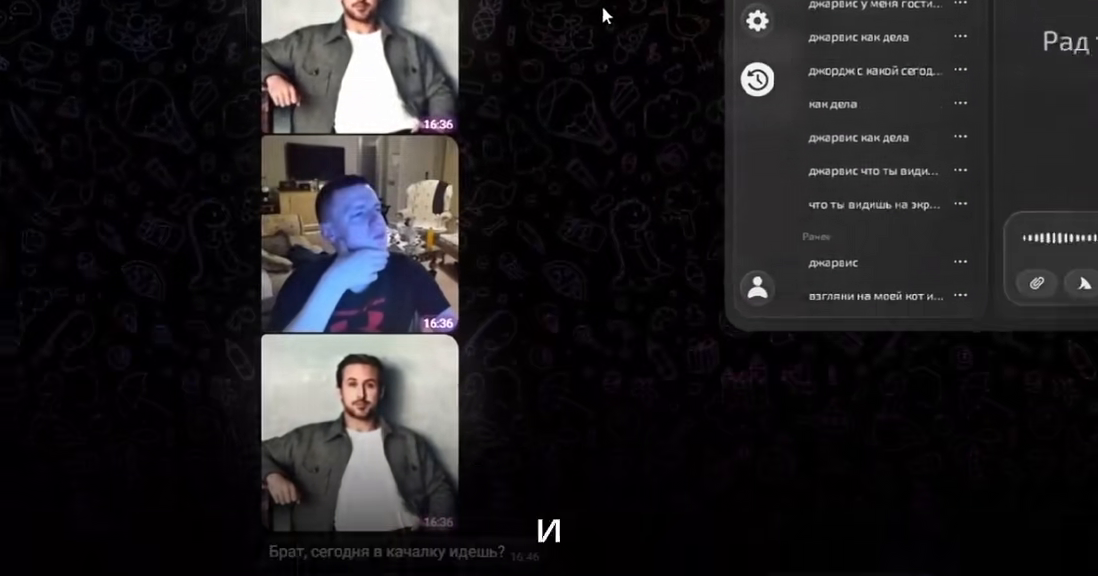 16:36
16:36
16:36
Брат, сегодня в качалку идешь? 16:46
и
джарвис у меня гости...
джарвис как дела
джордж с какой сегод...
как дела
джарвис как дела
джарвис что ты види...
что ты видишь на экр...
Ранее
джарвис
взгляни на мой кот и...
Рад